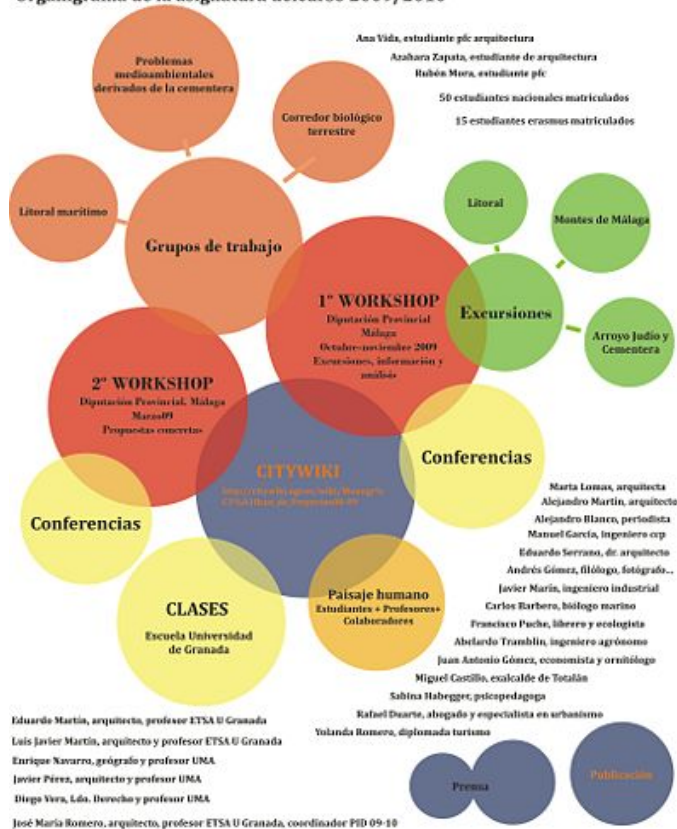 Organigrama de la asignatura del curso 2009/2010
Ana Vida, estudiante pfc arquitectura
Azahara Zapata, estudiante de arquitectura
Rubén Mora, estudiante pfc
50 estudiantes nacionales matriculados
15 estudiantes erasmus matriculados
Problemas
medioambientales
derivados de la cementera
Corredor biológico
terrestre
Litoral marítimo
Grupos de trabajo
Litoral
Montes de Málaga
Excursiones
Arroyo Judío y
Cementera
1º WORKSHOP
Diputación Provincial
Málaga
Octubre-noviembre 2009
Excursiones, información y
análisis
2º WORKSHOP
Diputación Provincial. Málaga
Marzo09
Propuestas concretas
CITYWIKI
Conferencias
Conferencias
CLASES
Escuela Universidad
de Granada
Paisaje humano
Estudiantes + Profesores+
Colaboradores
Marta Lomas, arquitecta
Alejandro Martín, arquitecto
Alejandro Blanco, periodista
Manuel García, ingeniero ccp
Eduardo Serrano, dr. arquitecto
Andrés Gómez, filólogo, fotógrafo...
Javier Marín, ingeniero industrial
Carlos Barbero, biólogo marino
Francisco Puche, librero y ecologista
Abelardo Tramblin, ingeniero agrónomo
Juan Antonio Gómez, economista y ornitólogo
Miguel Castillo, exalcalde de Totalán
Sabina Habegger, psicopedagoga
Rafael Duarte, abogado y especialista en urbanismo
Yolanda Romero, diplomada turismo
Eduardo Martín, arquitecto, profesor ETSA U Granada
Luis Javier Martín, arquitecto y profesor ETSA U Granada
Enrique Navarro, geógrafo y profesor UMA
Javier Pérez, arquitecto y profesor UMA
Diego Vera, Ldo. Derecho y profesor UMA
José María Romero, arquitecto, profesor ETSA U Granada, coordinador PID 09-10
Prensa
Publicación